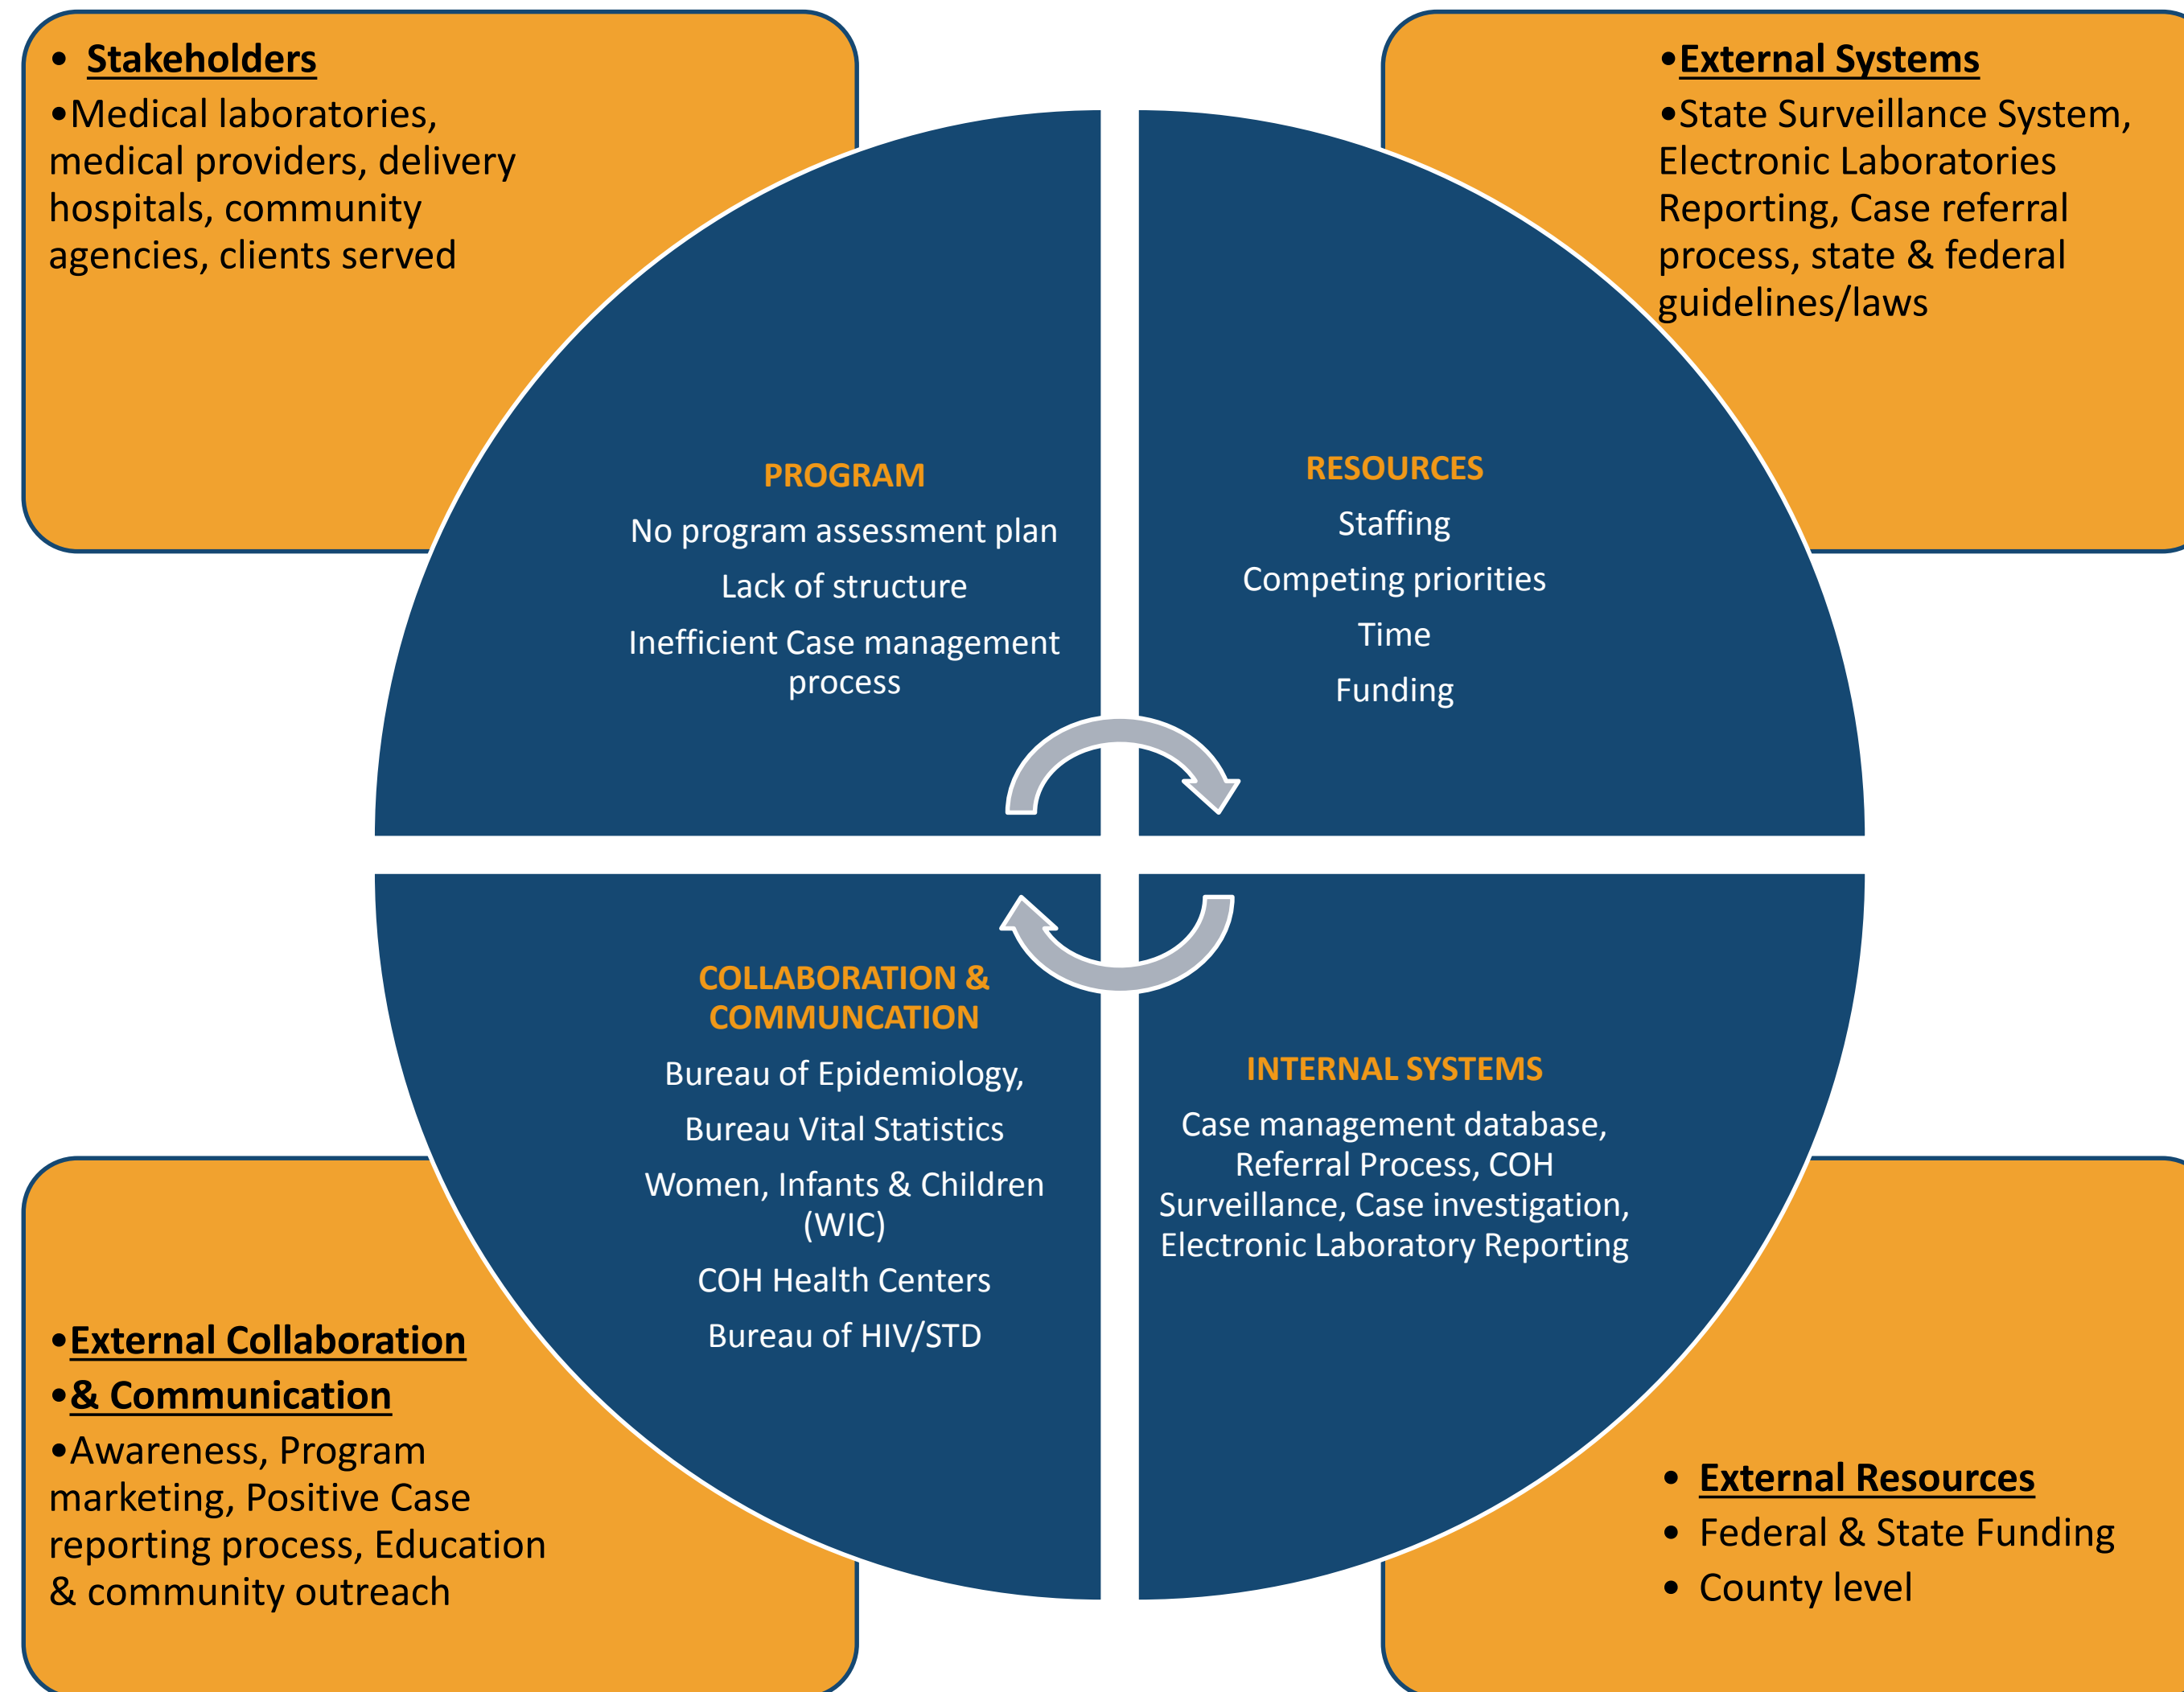 • Stakeholders
•Medical laboratories,
medical providers, delivery
hospitals, community
agencies, clients served
•External Systems
•State Surveillance System,
Electronic Laboratories
Reporting, Case referral
process, state & federal
guidelines/laws
PROGRAM
No program assessment plan
Lack of structure
Inefficient Case management
process
RESOURCES
Staffing
Competing priorities
Time
Funding
COLLABORATION &
COMMUNCATION
Bureau of Epidemiology,
Bureau Vital Statistics
Women, Infants & Children
(WIC)
COH Health Centers
Bureau of HIV/STD
INTERNAL SYSTEMS
Case management database,
Referral Process, COH
Surveillance, Case investigation,
Electronic Laboratory Reporting
•External Collaboration
•& Communication
•Awareness, Program
marketing, Positive Case
reporting process, Education
& community outreach
• External Resources
• Federal & State Funding
• County level